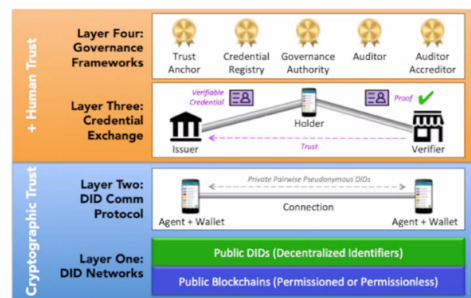 + Human Trust
Layer Four:
Governance
Frameworks
Trust
Anchor
Credential
Registry
Governance
Authority
Auditor
Auditor
Accreditor
Layer Three:
Credential
Exchange
Verifiable
Credential
Proof
Holder
Trust
Issuer
Verifier
Cryptographic Trust
Layer Two:
DID Comm
Protocol
Private Pairwise Pseudonymous DIDs
Connection
Agent + Wallet
Agent + Wallet
Layer One:
DID Networks
Public DIDs (Decentralized Identifiers)
Public Blockchains (Permissioned or Permissionless)